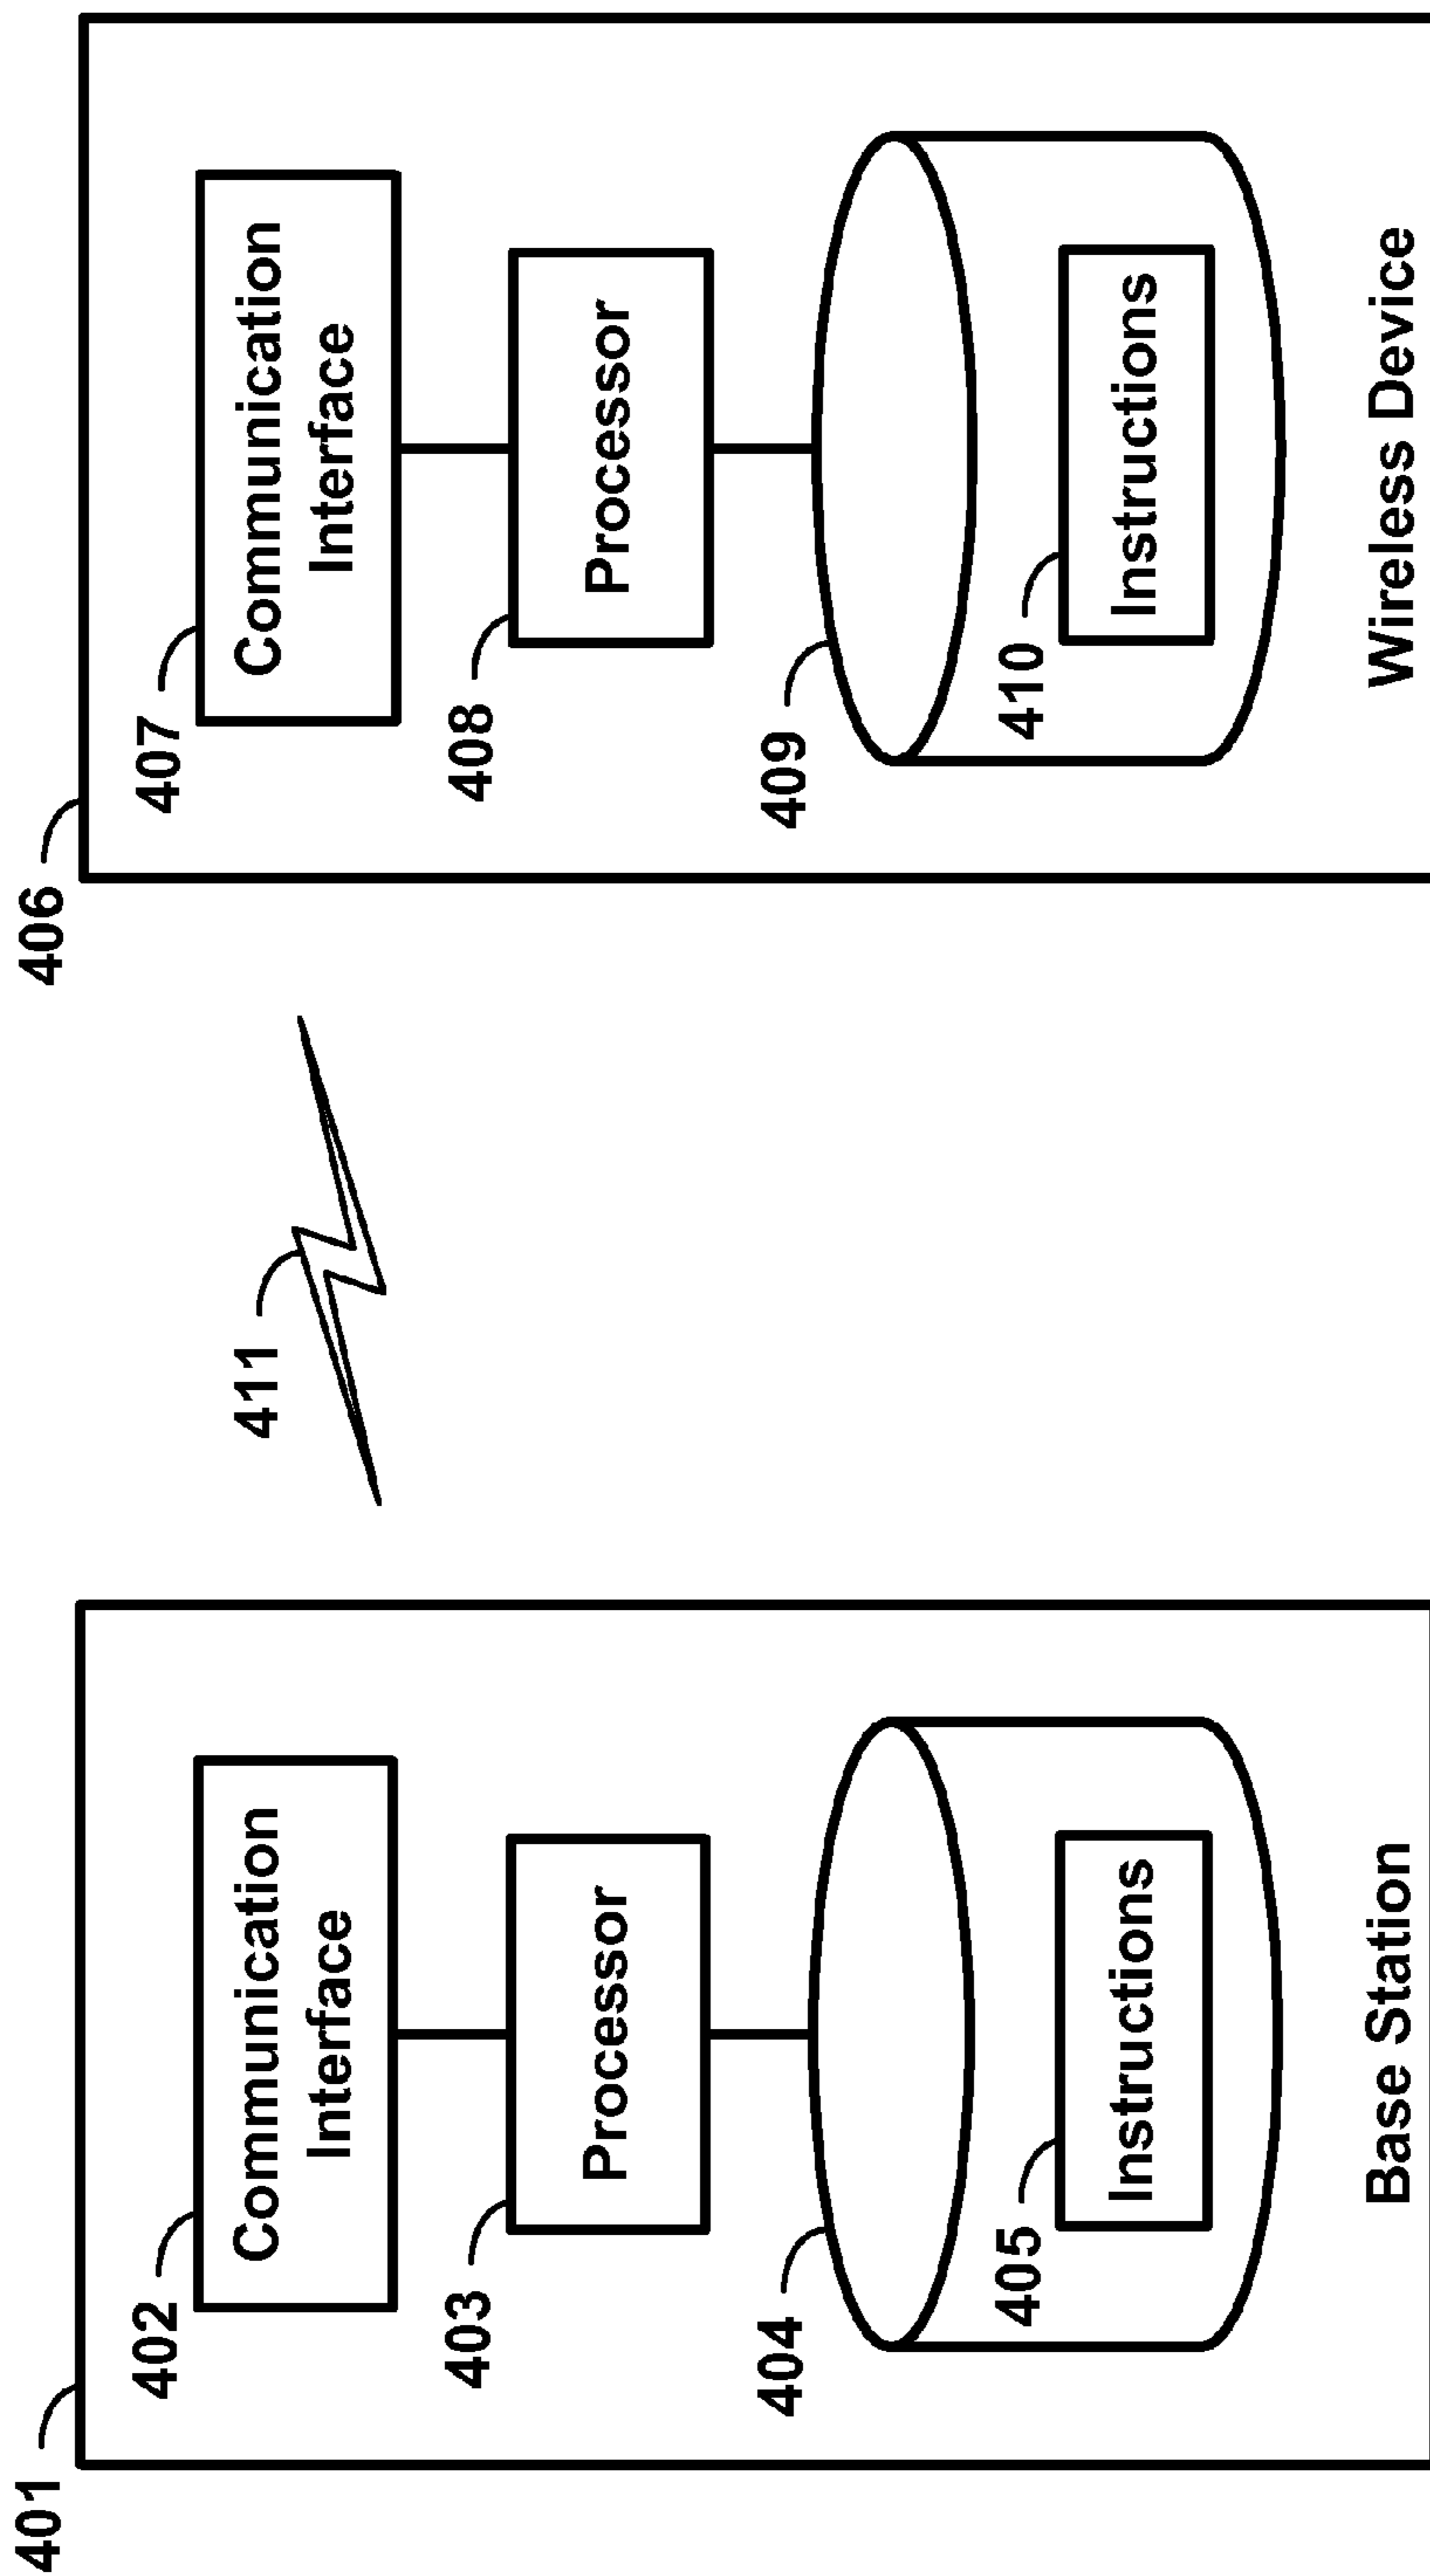 401
402
Communication
Interface
403
Processor
404
405
Instructions
Base Station
411
406
407
Communication
Interface
408
Processor
409
410
Instructions
Wireless Device